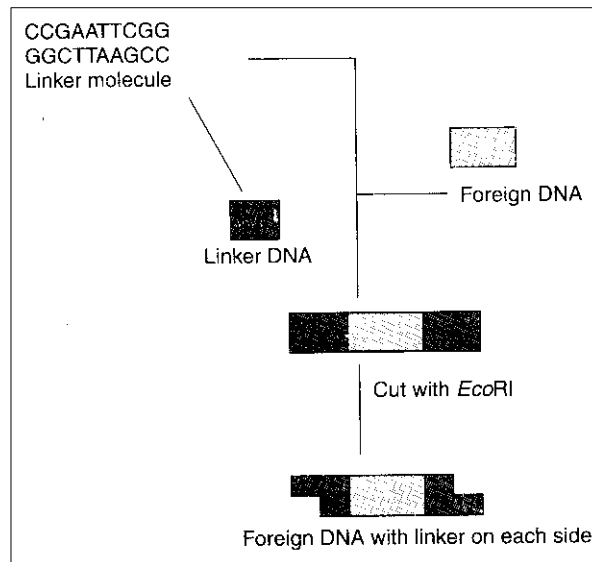 CCGAATTCGG
GGCTTAAGCC
Linker molecule
Foreign DNA
Linker DNA
Cut with EcoRI
Foreign DNA with linker on each side